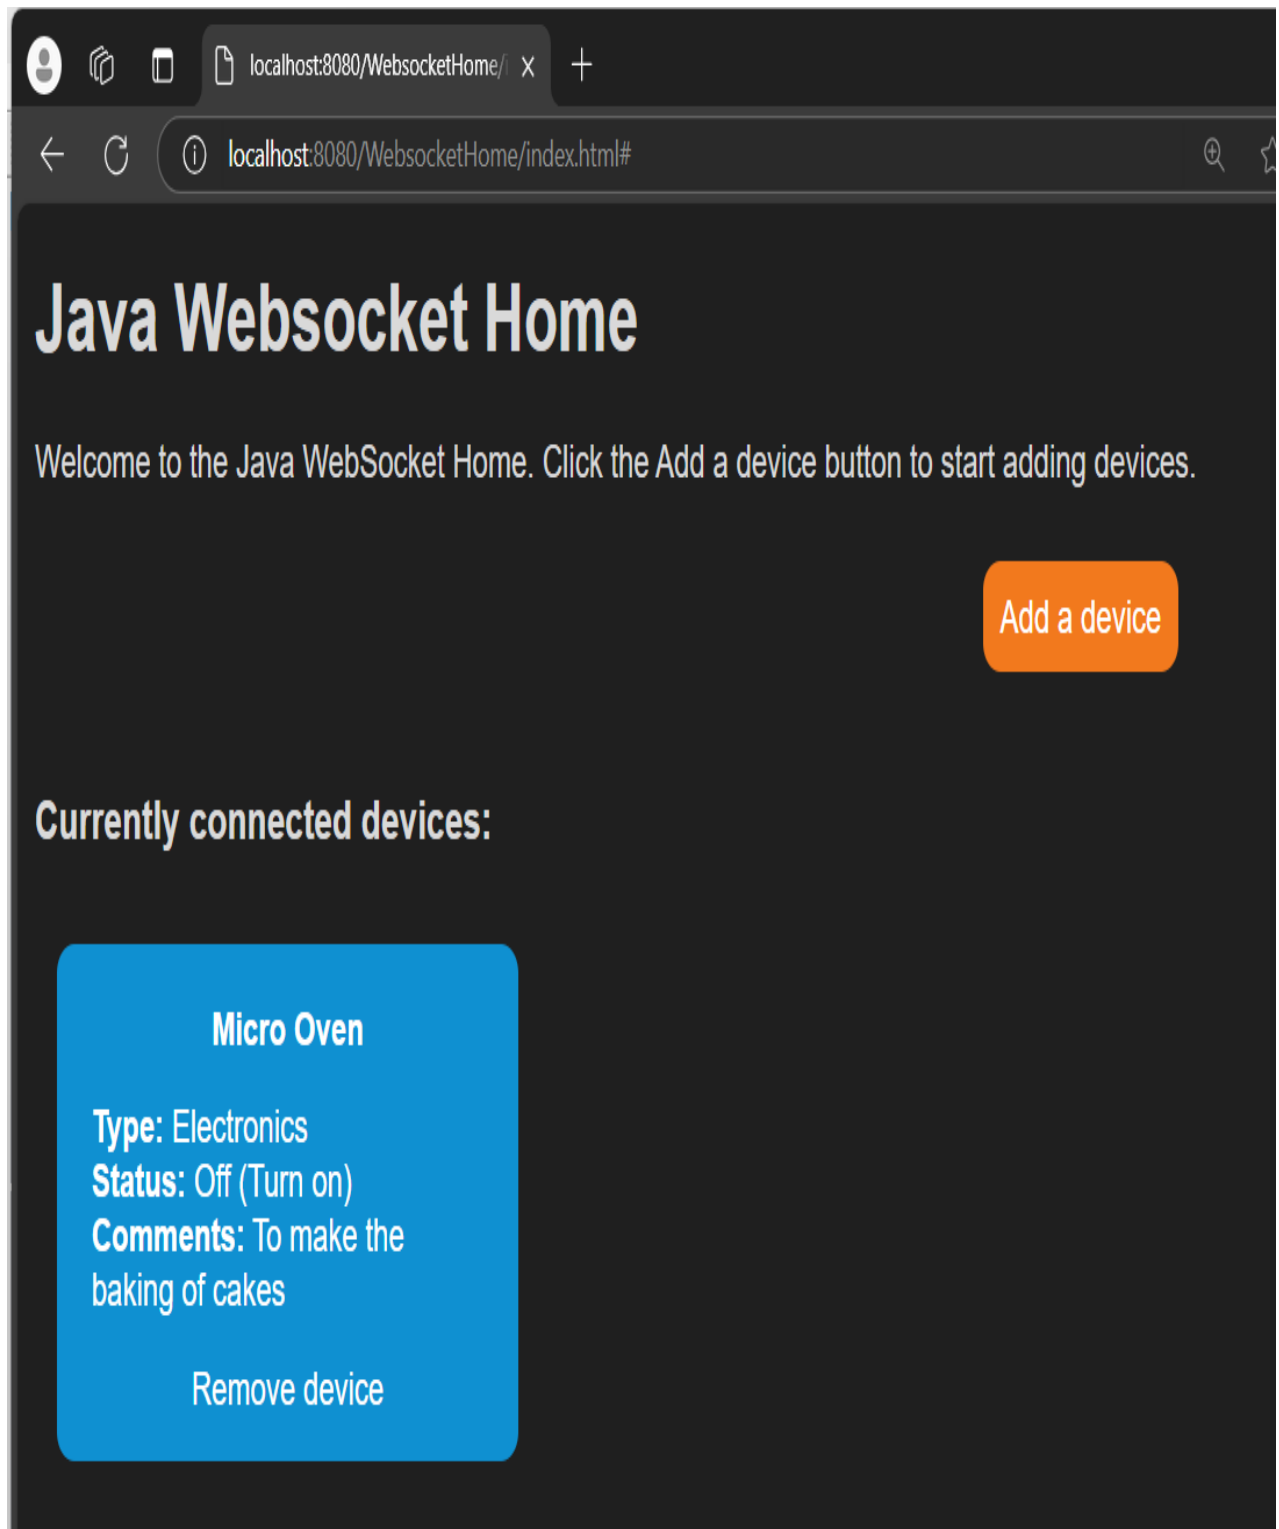 localhost:8080/WebsocketHome/
localhost:8080/WebsocketHome/index.html#
Java Websocket Home
Welcome to the Java WebSocket Home. Click the Add a device button to start adding devices.
Add a device
Currently connected devices:
Micro Oven
Type: Electronics
Status: Off (Turn on)
Comments: To make the
baking of cakes
Remove device